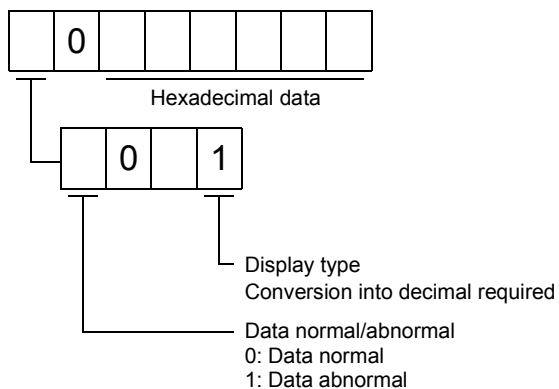 0
Hexadecimal data
0 1
Display type
Conversion into decimal required
Data normal/abnormal
0: Data normal
1: Data abnormal